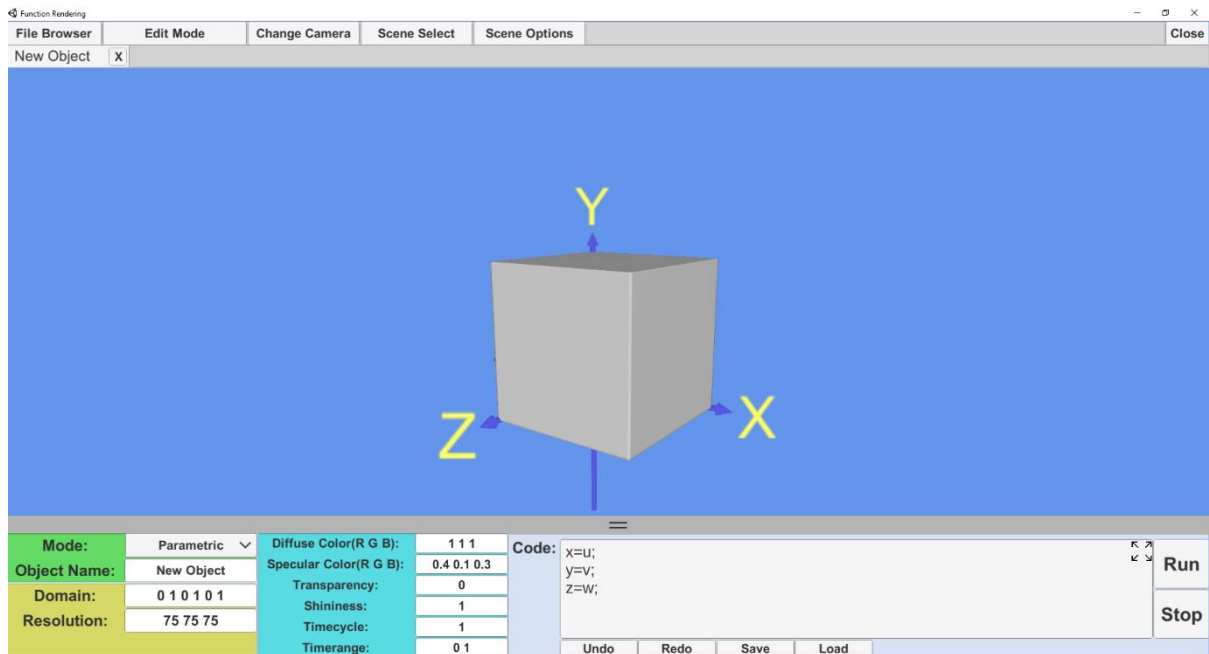 Function Rendering
File Browser Edit Mode Change Camera Scene Select Scene Options Close
New Object X
Y
Z X
Mode: Parametric
Object Name: New Object
Domain: 0 1 0 1 0 1
Resolution: 75 75 75
Diffuse Color(R G B): 1 1 1
Specular Color(R G B): 0.4 0.1 0.3
Transparency: 0
Shininess: 1
Timecycle: 1
Timerange: 0 1
Code:
x=u;
y=v;
z=w;
Run
Stop
Undo Redo Save Load